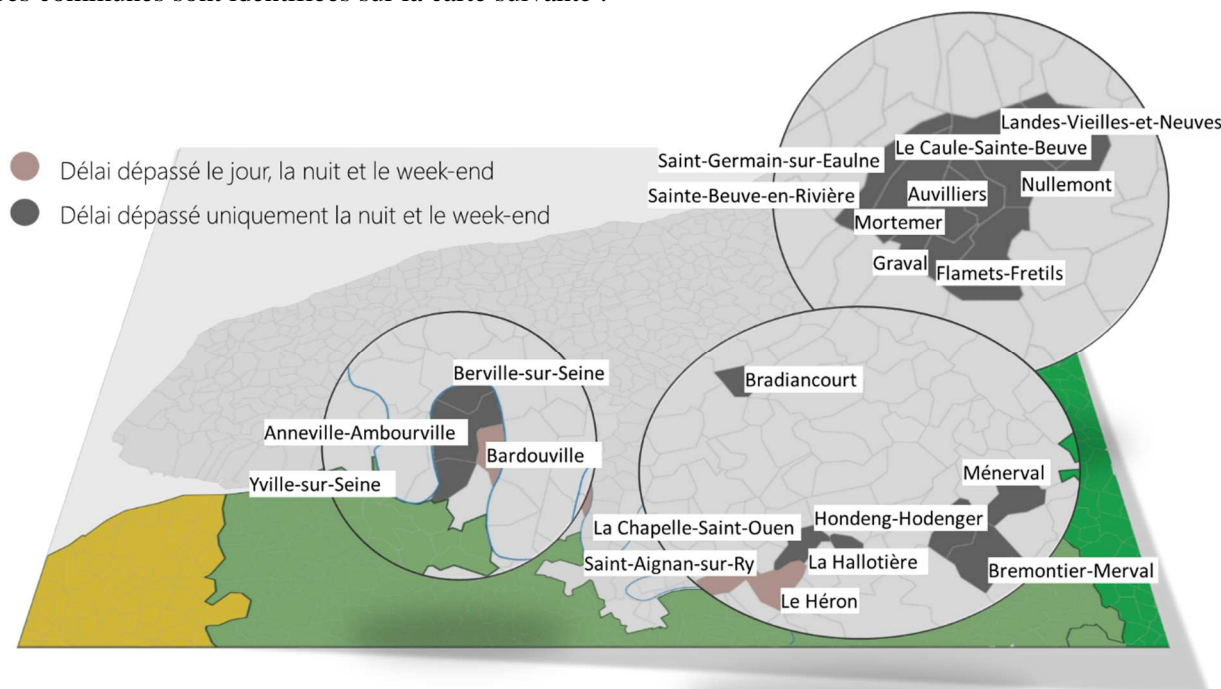 Délai dépassé le jour, la nuit et le week-end
Délai dépassé uniquement la nuit et le week-end
Landes-Vieilles-et-Neuves
Le Caule-Sainte-Beuve
Saint-Germain-sur-Eaulne
Nullemont
Sainte-Beuve-en-Rivière
Auvilliers
Mortemer
Graval
Flamets-Fretils
Berville-sur-Seine
Anneville-Ambourville
Bardouville
Yville-sur-Seine
Bradiancourt
Ménerval
Hondeng-Hodenger
La Chapelle-Saint-Ouen
La Hallotière
Saint-Aignan-sur-Ry
Bremontier-Merval
Le Héron